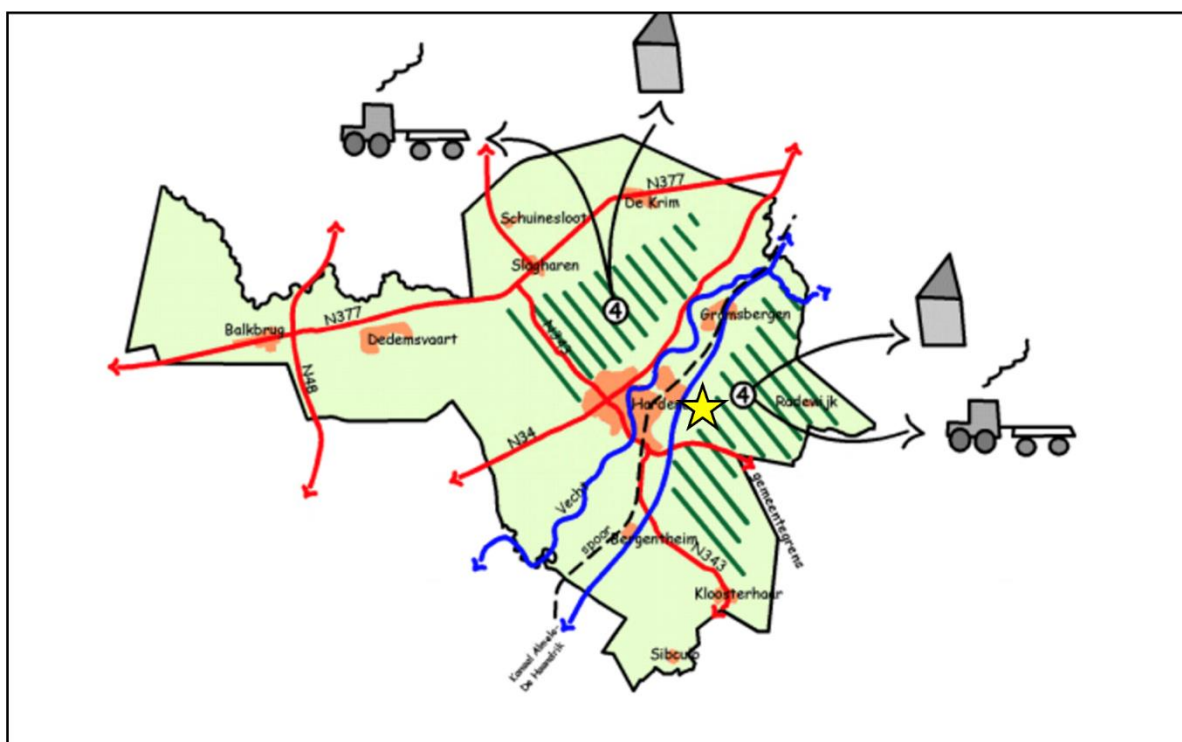 N377
De Krim
Schuinesloot
Slagharen
N377
Balkbrug
Dedemsvaart
N343
Gramsbergen
N48
4
4
Radewijk
N34
Vecht
gemeentegrens
spoor
Bergentheim
N343
Kloosterhaar
Kanaal Almelo-
De Haandrik
Sibculo